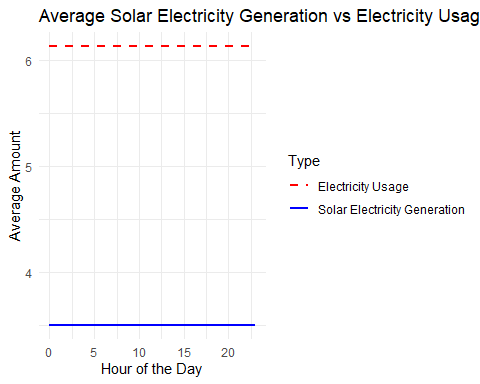 Average Solar Electricity Generation vs Electricity Usag
6
5
4
Average Amount
0 5 10 15 20
Hour of the Day
Type
Electricity Usage
Solar Electricity Generation